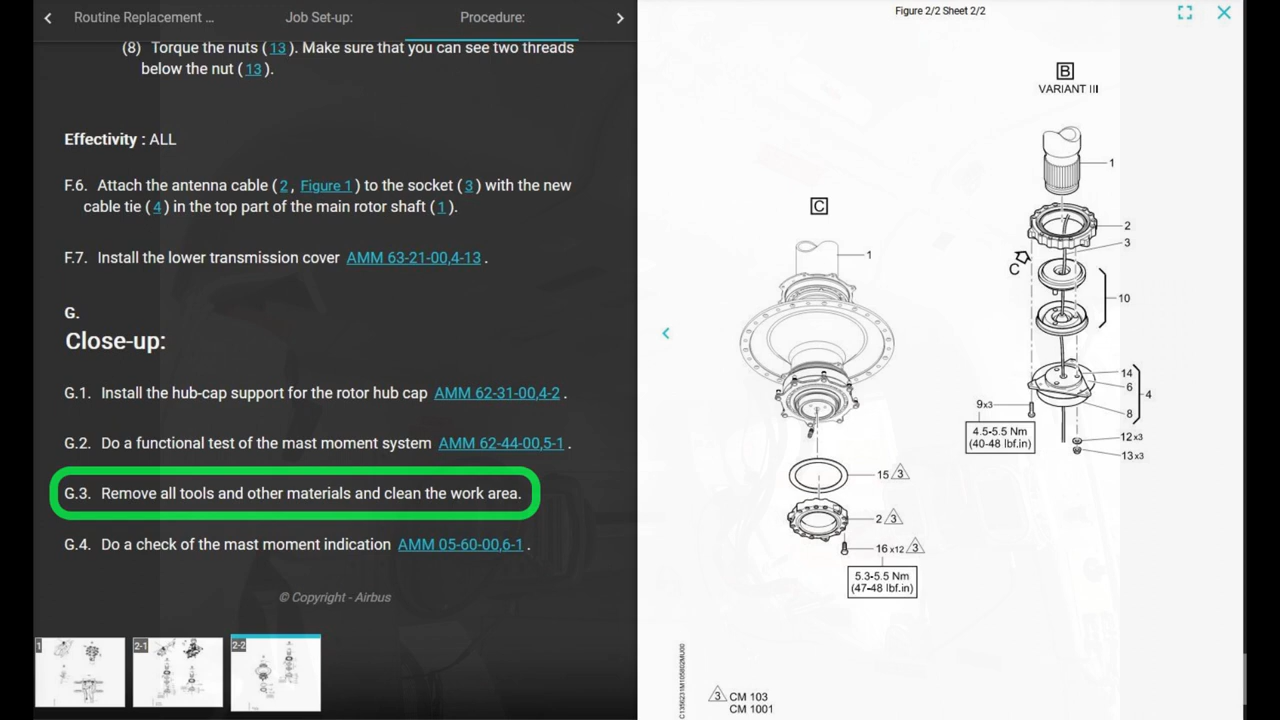 Routine Replacement ...
Job Set-up:
Procedure:
(8) Torque the nuts ( 13 ). Make sure that you can see two threads
below the nut ( 13 ).
Effectivity : ALL
F.6. Attach the antenna cable ( 2 , Figure 1 ) to the socket ( 3 ) with the new
cable tie ( 4 ) in the top part of the main rotor shaft ( 1 ).
F.7. Install the lower transmission cover AMM 63-21-00,4-13 .
G.
Close-up:
G.1. Install the hub-cap support for the rotor hub cap AMM 62-31-00,4-2 .
G.2. Do a functional test of the mast moment system AMM 62-44-00,5-1 .
G.3. Remove all tools and other materials and clean the work area.
G.4. Do a check of the mast moment indication AMM 05-60-00,6-1 .
© Copyright - Airbus
1
2-1
2-2
Figure 2/2 Sheet 2/2
B
VARIANT III
1
2
3
C
10
14
6
4
8
9x3
4.5-5.5 Nm
(40-48 lbf.in)
12x3
13x3
C
1
15 3
2 3
16 x12 3
5.3-5.5 Nm
(47-48 lbf.in)
3 CM 103
CM 1001